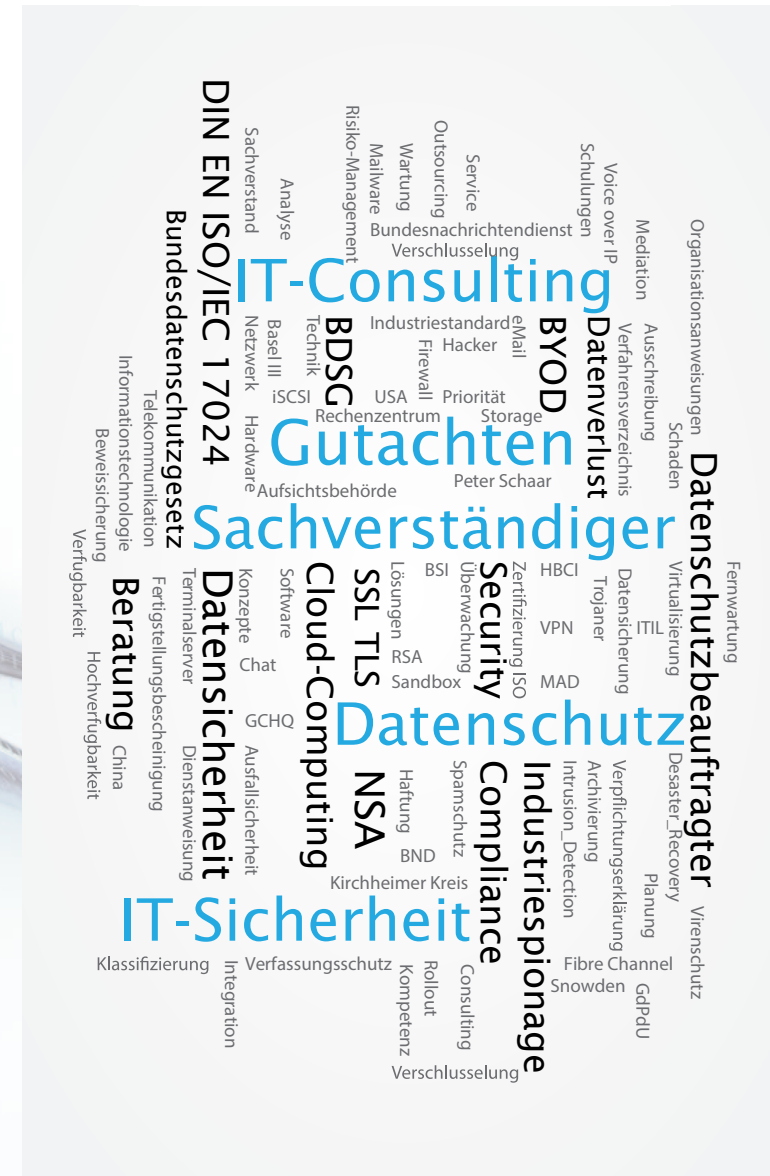 DIN EN ISO/IEC 17024
Sachverstand
Analyse
Risiko-Management
Mailware
Wartung
Outsourcing
Service
Schulungen
Voice over IP
Mediation
Organisationsanweisungen
Bundesnachrichtendienst
Verschlusselung
Bundesdatenschutzgesetz
IT-Consulting
Netzwerk
Basel III
Technik
BDSG
Industriestandard
eMail
BYOD
Datenverlust
Verfahrensverzeichnis
Ausschreibung
Firewall
Hacker
Informationstechnologie
Telekommunikation
Beweissicherung
iSCSI
USA
Priorität
Rechenzentrum
Storage
Hardware
Gutachten
Schaden
Datenschutzbeauftragter
Aufsichtsbehörde
Peter Schaar
Sachverständiger
Verfugbarkeit
Beratung
Fertigstellungsbescheinigung
Terminalserver
Datensicherheit
Konzepte
Software
Cloud-Computing
SSL TLS
Lösungen
BSI
Überwachung
Security
Zertifizierung ISO
HBCI
Trojaner
Datensicherung
ITIL
Virtualisierung
Fernwartung
VPN
Chat
RSA
Sandbox
MAD
Hochverfugbarkeit
China
GCHQ
Datenschutz
Dienstanweisung
Ausfallsicherheit
NSA
Haftung
Spamschutz
Compliance
Industriespionage
Intrusion_Detection
Archivierung
Verpflichtungserklärung
Desaster_Recovery
Planung
Virenschutz
BND
Kirchheimer Kreis
IT-Sicherheit
Klassifizierung
Integration
Verfassungsschutz
Kompetenz
Rollout
Consulting
Fibre Channel
Snowden
GdPdU
Verschlusselung